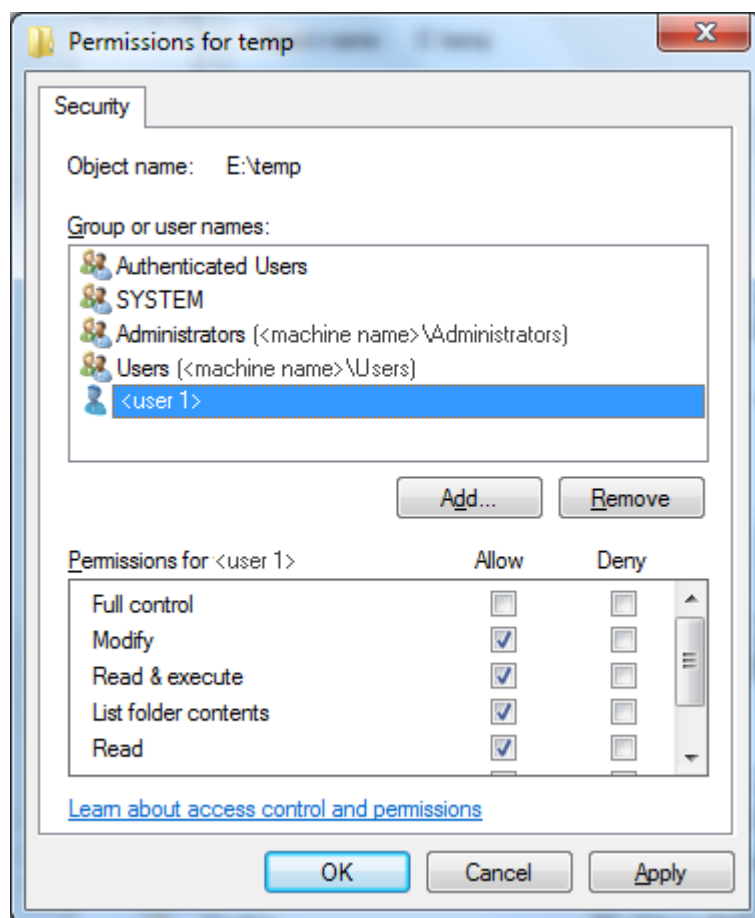 Permissions for temp
Security
Object name: E:\temp
Group or user names:
Authenticated Users
SYSTEM
Administrators (<machine name>\Administrators)
Users (<machine name>\Users)
<user 1>
Add... Remove
Permissions for <user 1> Allow Deny
Full control
Modify
Read & execute
List folder contents
Read
Learn about access control and permissions
OK Cancel Apply